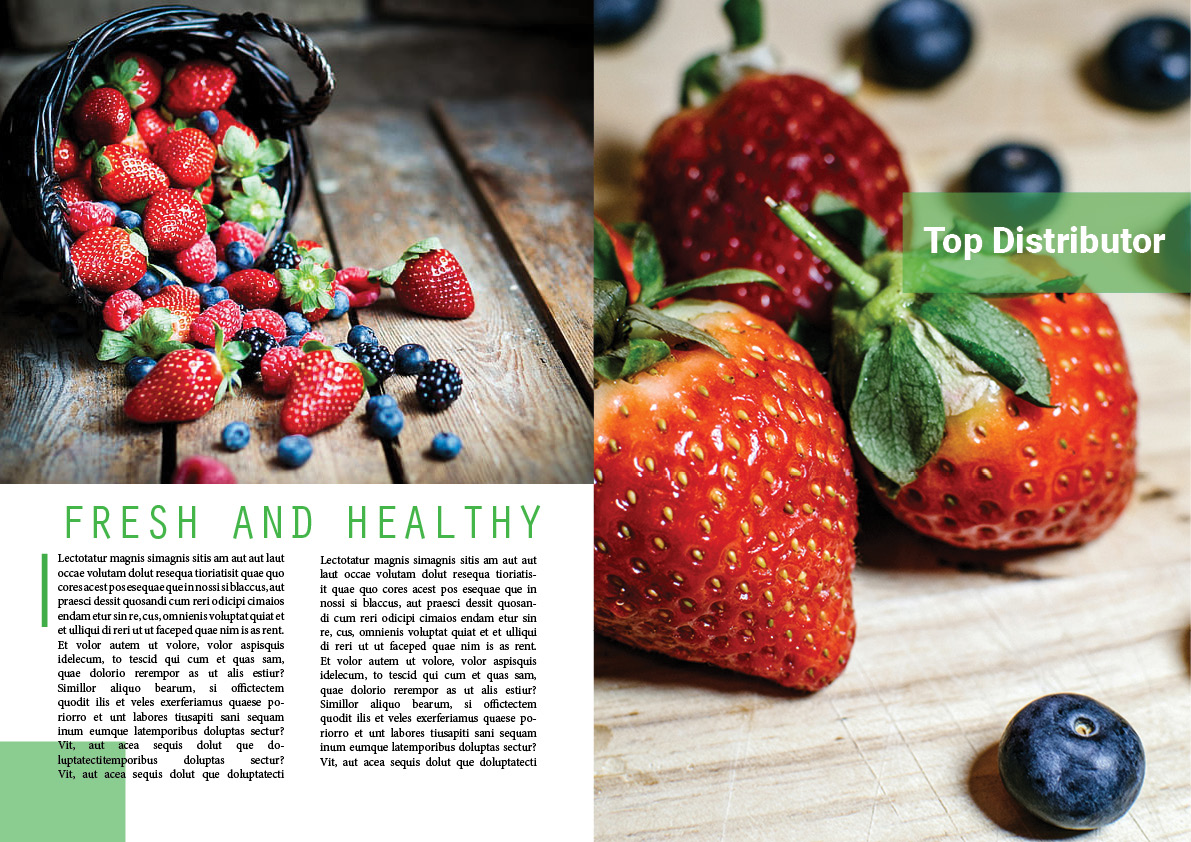 FRESH AND HEALTHY
Lectotatur magnis simagnis sitis am aut aut laut
occae volutam dolut resequa tioriatisit quae quo
cores acest pos esequae que in nossi si blaccus, aut
praesci dessit quosandi cum reri odicipi cimaios
endam etur sin re, cus, omnienis voluptat quiat et
et ulliqui di reri ut ut faceped quae nim is as rent.
Et volor autem ut volore, volor aspisquis
idelecum, to tescid qui cum et quas sam,
quae dolorio rerempor as ut alis estiur?
Simillor aliquo bearum, si offictectem
quodit ilis et veles exerferiamus quaese po-
riorro et unt labores tiusapiti sani sequam
inum eumque latemporibus doluptas sectur?
Vit, aut acea sequis dolut que do-
luptatectitemporibus doluptas sectur?
Vit, aut acea sequis dolut que doluptatecti
Lectotatur magnis simagnis sitis am aut aut
laut occae volutam dolut resequa tioriatis-
it quae quo cores acest pos esequae que in
nossi si blaccus, aut praesci dessit quosan-
di cum reri odicipi cimaios endam etur sin
re, cus, omnienis voluptat quiat et et ulliqui
di reri ut ut faceped quae nim is as rent.
Et volor autem ut volore, volor aspisquis
idelecum, to tescid qui cum et quas sam,
quae dolorio rerempor as ut alis estiur?
Simillor aliquo bearum, si offictectem
quodit ilis et veles exerferiamus quaese po-
riorro et unt labores tiusapiti sani sequam
inum eumque latemporibus doluptas sectur?
Vit, aut acea sequis dolut que doluptatecti
Top Distributor